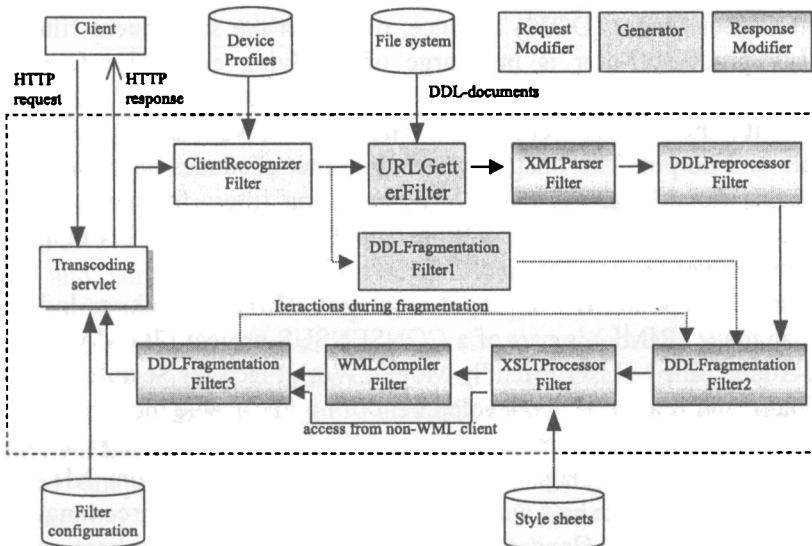 Client
Device
Profiles
File system
Request
Modifier
Generator
Response
Modifier
HTTP
request
HTTP
response
DDL-documents
ClientRecognizer
Filter
URLGett
erFilter
XMLParser
Filter
DDLPreprocessor
Filter
Transcoding
servlet
DDLFragmentation
Filter1
Iteractions during fragmentation
DDLFragmentation
Filter3
WMLCompiler
Filter
XSLTProcessor
Filter
DDLFragmentation
Filter2
access from non-WML client
Filter
configuration
Style sheets